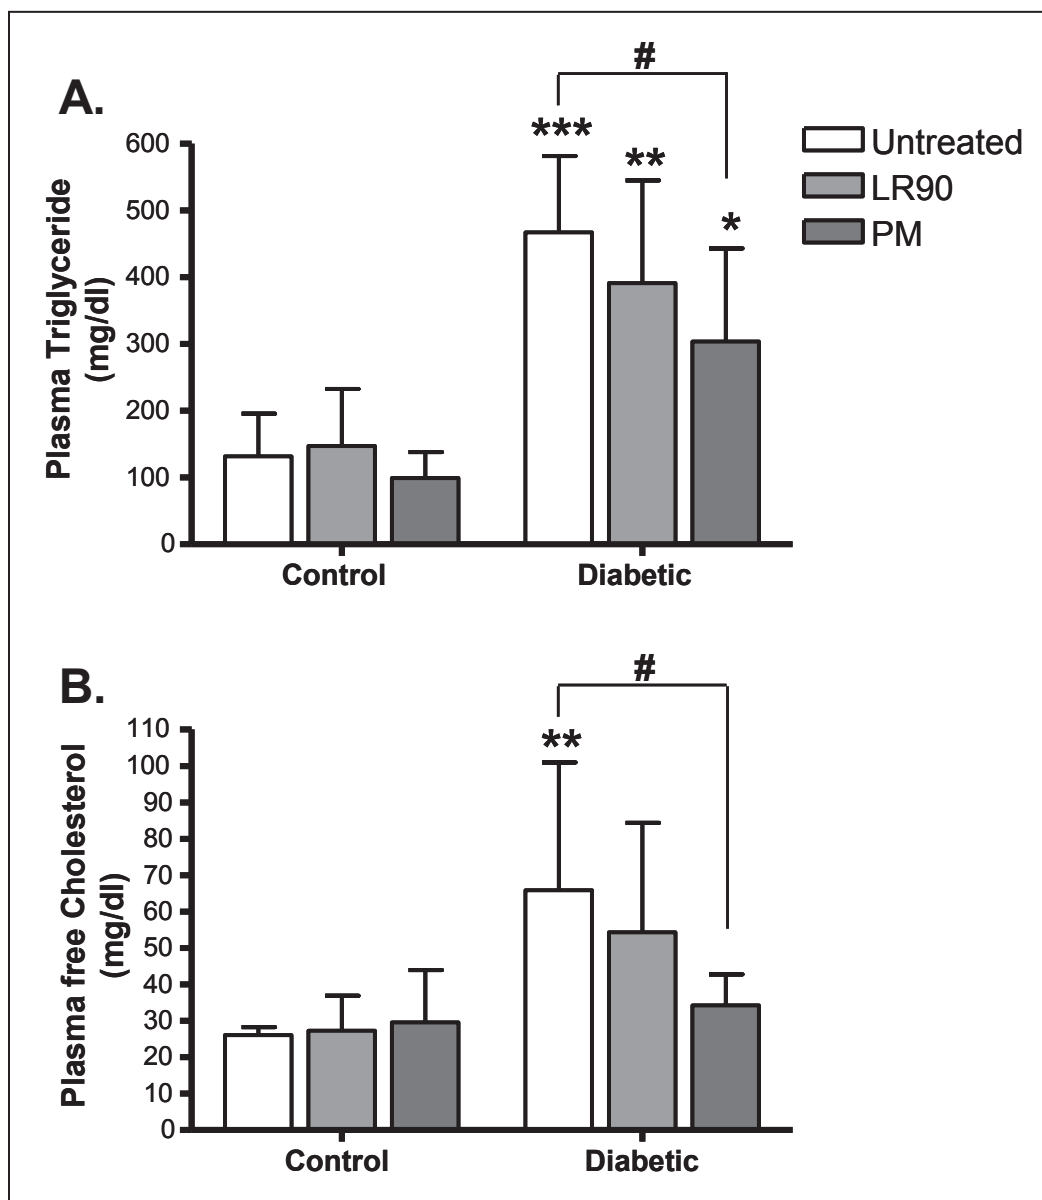 A.
#
***
**
*
Untreated
LR90
PM
Plasma Triglyceride
(mg/dl)
600
500
400
300
200
100
0
Control Diabetic
B.
#
**
Plasma free Cholesterol
(mg/dl)
110
100
90
80
70
60
50
40
30
20
10
0
Control Diabetic